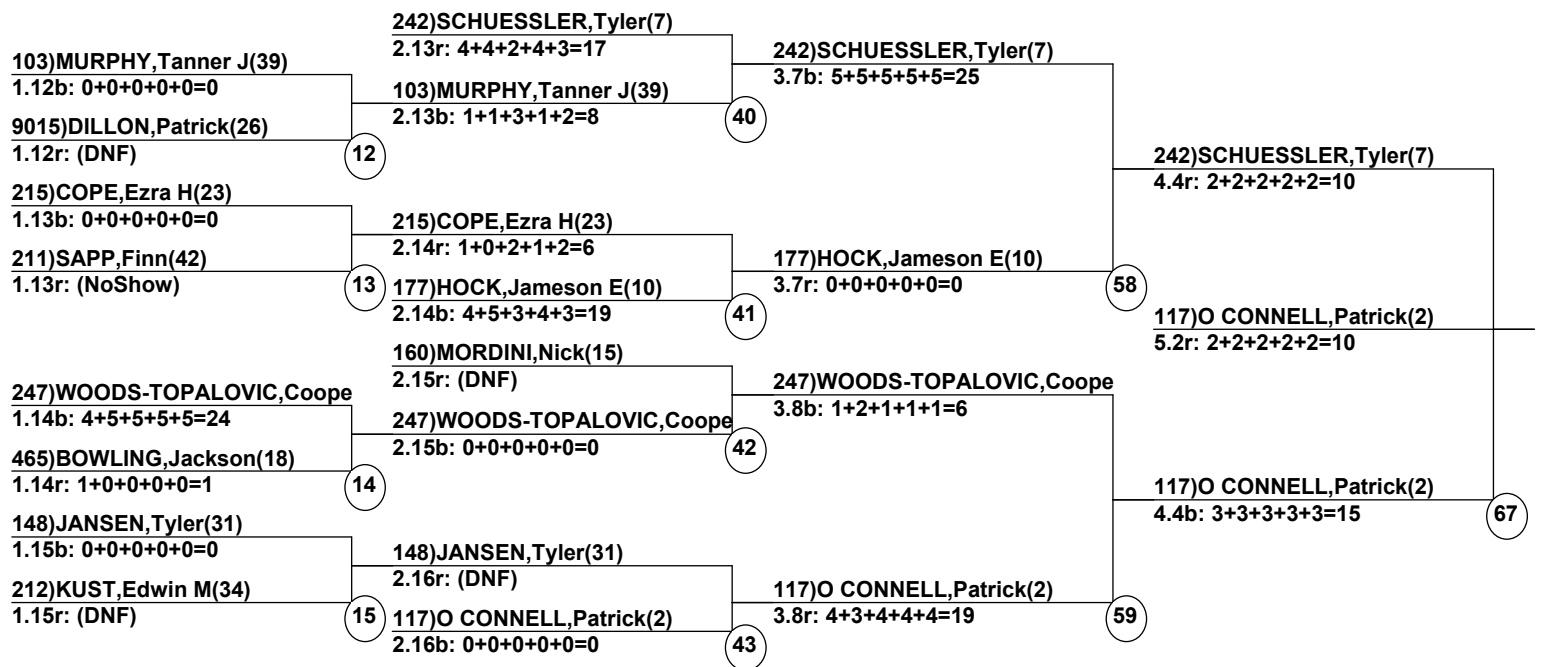 103)MURPHY,Tanner J(39)
1.12b: 0+0+0+0+0=0
9015)DILLON,Patrick(26)
1.12r: (DNF)
12
215)COPE,Ezra H(23)
1.13b: 0+0+0+0+0=0
211)SAPP,Finn(42)
1.13r: (NoShow)
13
247)WOODS-TOPALOVIC,Coope
1.14b: 4+5+5+5+5=24
465)BOWLING,Jackson(18)
1.14r: 1+0+0+0+0=1
14
148)JANSEN,Tyler(31)
1.15b: 0+0+0+0+0=0
212)KUST,Edwin M(34)
1.15r: (DNF)
15
242)SCHUESSLER,Tyler(7)
2.13r: 4+4+2+4+3=17
103)MURPHY,Tanner J(39)
2.13b: 1+1+3+1+2=8
40
215)COPE,Ezra H(23)
2.14r: 1+0+2+1+2=6
177)HOCK,Jameson E(10)
2.14b: 4+5+3+4+3=19
41
160)MORDINI,Nick(15)
2.15r: (DNF)
247)WOODS-TOPALOVIC,Coope
2.15b: 0+0+0+0+0=0
42
148)JANSEN,Tyler(31)
2.16r: (DNF)
117)O CONNELL,Patrick(2)
2.16b: 0+0+0+0+0=0
43
242)SCHUESSLER,Tyler(7)
3.7b: 5+5+5+5+5=25
177)HOCK,Jameson E(10)
3.7r: 0+0+0+0+0=0
58
247)WOODS-TOPALOVIC,Coope
3.8b: 1+2+1+1+1=6
117)O CONNELL,Patrick(2)
3.8r: 4+3+4+4+4=19
59
242)SCHUESSLER,Tyler(7)
4.4r: 2+2+2+2+2=10
117)O CONNELL,Patrick(2)
4.4b: 3+3+3+3+3=15
67
117)O CONNELL,Patrick(2)
5.2r: 2+2+2+2+2=10